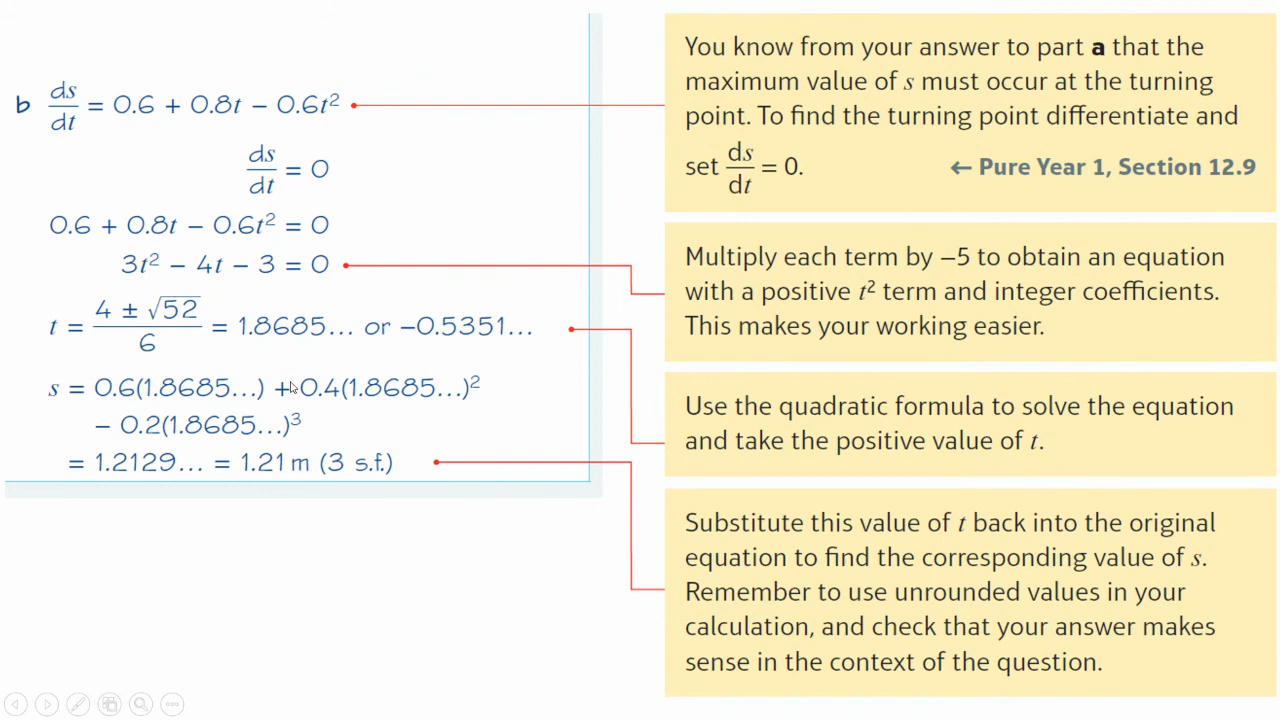 b ds/dt = 0.6 + 0.8t − 0.6t²
ds/dt = 0
0.6 + 0.8t − 0.6t² = 0
3t² − 4t − 3 = 0
t = (4 ± √52)/6 = 1.8685... or −0.5351...
s = 0.6(1.8685...) + 0.4(1.8685...)²
− 0.2(1.8685...)³
= 1.2129... = 1.21 m (3 s.f.)
You know from your answer to part a that the
maximum value of s must occur at the turning
point. To find the turning point differentiate and
set ds/dt = 0. ← Pure Year 1, Section 12.9
Multiply each term by −5 to obtain an equation
with a positive t² term and integer coefficients.
This makes your working easier.
Use the quadratic formula to solve the equation
and take the positive value of t.
Substitute this value of t back into the original
equation to find the corresponding value of s.
Remember to use unrounded values in your
calculation, and check that your answer makes
sense in the context of the question.